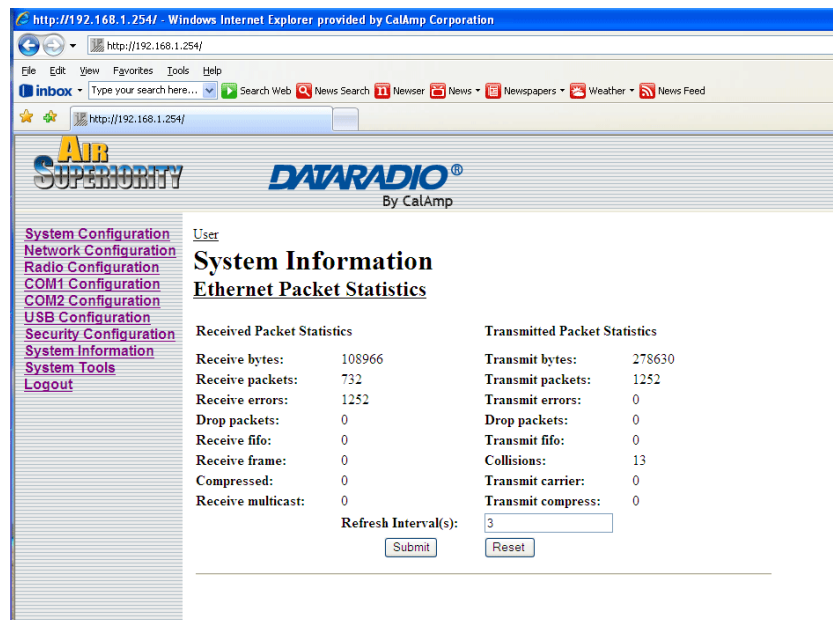 http://192.168.1.254/ - Windows Internet Explorer provided by CalAmp Corporation
http://192.168.1.254/
File Edit View Favorites Tools Help
inbox Type your search here... Search Web News Search Newser News Newspapers Weather News Feed
http://192.168.1.254/
AIR
SUPERIORITY
DATARADIO®
By CalAmp
System Configuration
Network Configuration
Radio Configuration
COM1 Configuration
COM2 Configuration
USB Configuration
Security Configuration
System Information
System Tools
Logout
User
System Information
Ethernet Packet Statistics
Received Packet Statistics Transmitted Packet Statistics
Receive bytes: 108966 Transmit bytes: 278630
Receive packets: 732 Transmit packets: 1252
Receive errors: 1252 Transmit errors: 0
Drop packets: 0 Drop packets: 0
Receive fifo: 0 Transmit fifo: 0
Receive frame: 0 Collisions: 13
Compressed: 0 Transmit carrier: 0
Receive multicast: 0 Transmit compress: 0
Refresh Interval(s): 3
Submit Reset